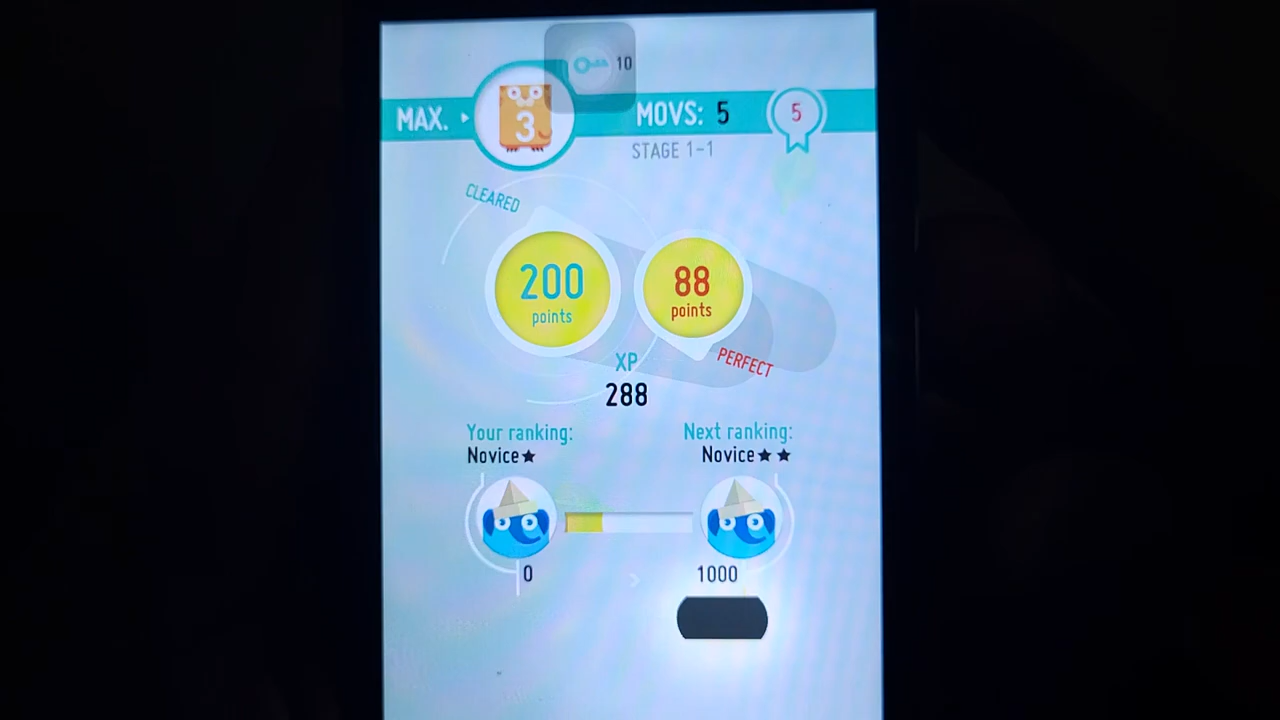 10
MAX.
3
MOVS: 5
5
STAGE 1-1
CLEARED
200
points
88
points
PERFECT
XP
288
Your ranking:
Novice★
Next ranking:
Novice★★
0
1000